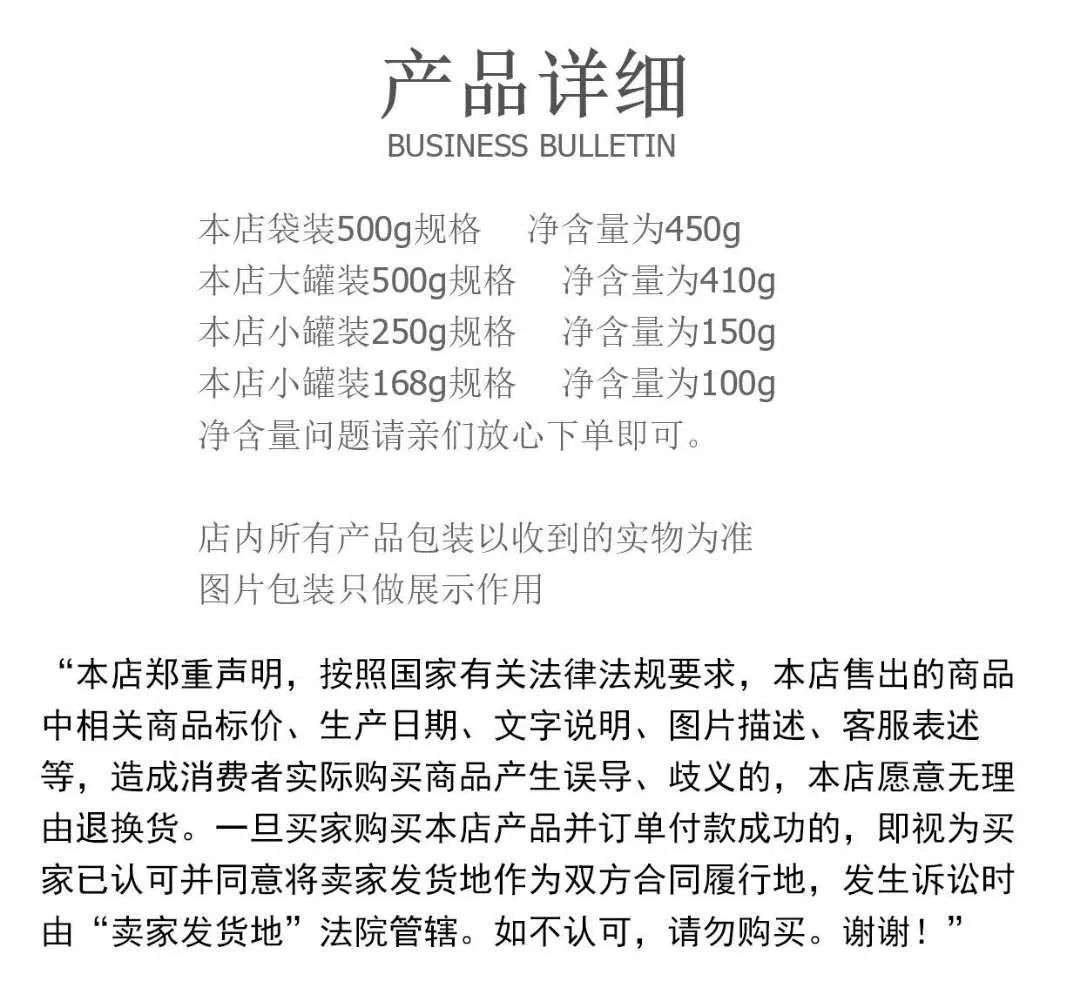 产品详细
BUSINESS BULLETIN
本店袋装500g规格 净含量为450g
本店大罐装500g规格 净含量为410g
本店小罐装250g规格 净含量为150g
本店小罐装168g规格 净含量为100g
净含量问题请亲们放心下单即可。
店内所有产品包装以收到的实物为准
图片包装只做展示作用
“本店郑重声明，按照国家有关法律法规要求，本店售出的商品
中相关商品标价、生产日期、文字说明、图片描述、客服表述
等，造成消费者实际购买商品产生误导、歧义的，本店愿意无理
由退换货。一旦买家购买本店产品并订单付款成功的，即视为买
家已认可并同意将卖家发货地作为双方合同履行地，发生诉讼时
由“卖家发货地”法院管辖。如不认可，请勿购买。谢谢！”